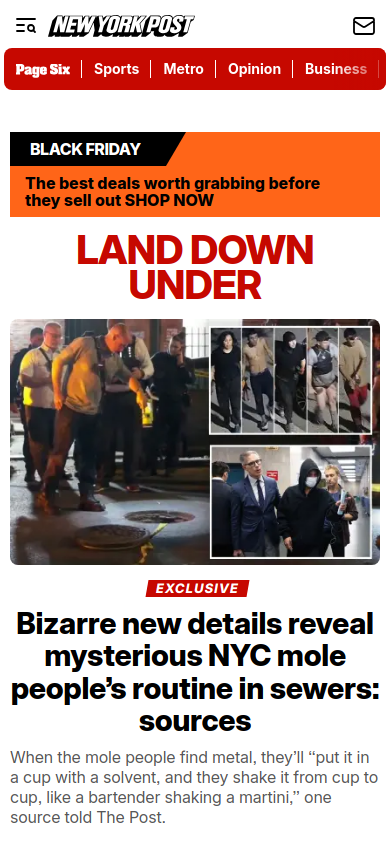 NEW YORK POST
Page Six
Sports
Metro
Opinion
Business
BLACK FRIDAY
The best deals worth grabbing before
they sell out SHOP NOW
LAND DOWN
UNDER
EXCLUSIVE
Bizarre new details reveal
mysterious NYC mole
people’s routine in sewers:
sources
When the mole people find metal, they’ll “put it in
a cup with a solvent, and they shake it from cup to
cup, like a bartender shaking a martini,” one
source told The Post.